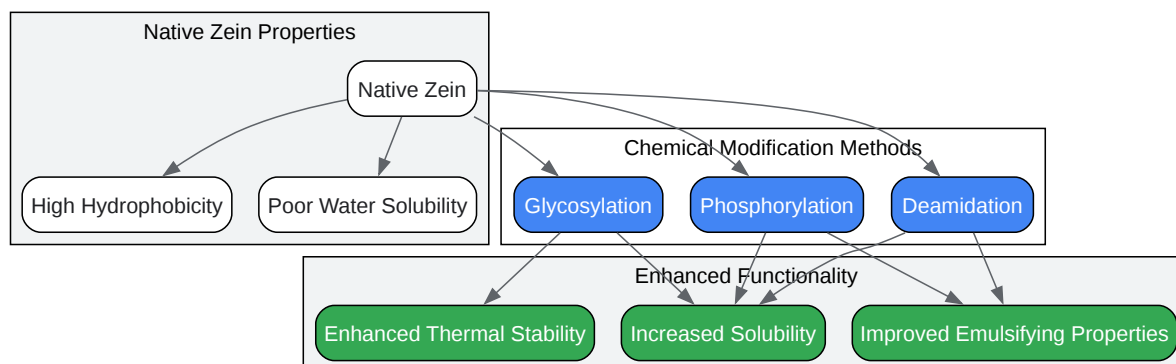 Native Zein Properties
Native Zein
High Hydrophobicity
Poor Water Solubility
Chemical Modification Methods
Glycosylation
Phosphorylation
Deamidation
Enhanced Functionality
Enhanced Thermal Stability
Increased Solubility
Improved Emulsifying Properties